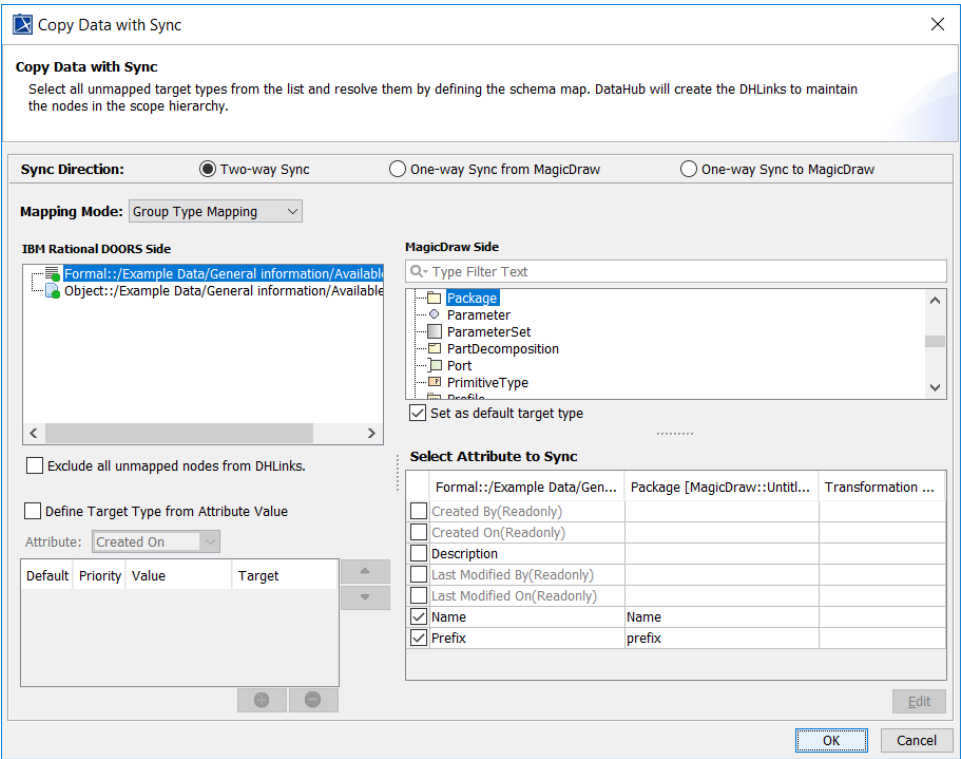 Copy Data with Sync
Copy Data with Sync
Select all unmapped target types from the list and resolve them by defining the schema map. DataHub will create the DHLinks to maintain
the nodes in the scope hierarchy.
Sync Direction: Two-way Sync One-way Sync from MagicDraw One-way Sync to MagicDraw
Mapping Mode: Group Type Mapping
IBM Rational DOORS Side
Formal::/Example Data/General information/Available
Object::/Example Data/General information/Available
Exclude all unmapped nodes from DHLinks.
Define Target Type from Attribute Value
Attribute: Created On
Default Priority Value Target
MagicDraw Side
Type Filter Text
Package
Parameter
ParameterSet
PartDecomposition
Port
PrimitiveType
Profile
Set as default target type
Select Attribute to Sync
Formal::/Example Data/Gen... Package [MagicDraw::Untitl... Transformation ...
Created By(Readonly)
Created On(Readonly)
Description
Last Modified By(Readonly)
Last Modified On(Readonly)
Name Name
Prefix prefix
Edit
OK Cancel